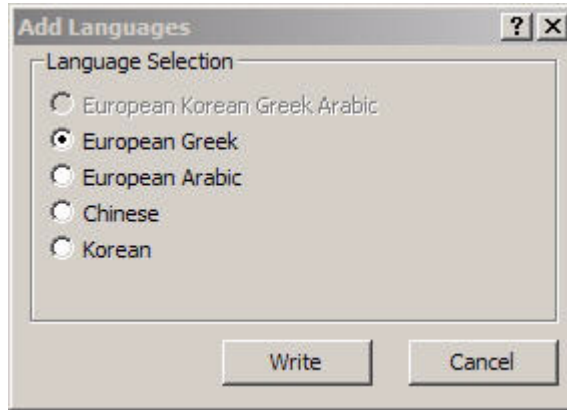 Add Languages
Language Selection
European Korean Greek Arabic
European Greek
European Arabic
Chinese
Korean
Write Cancel